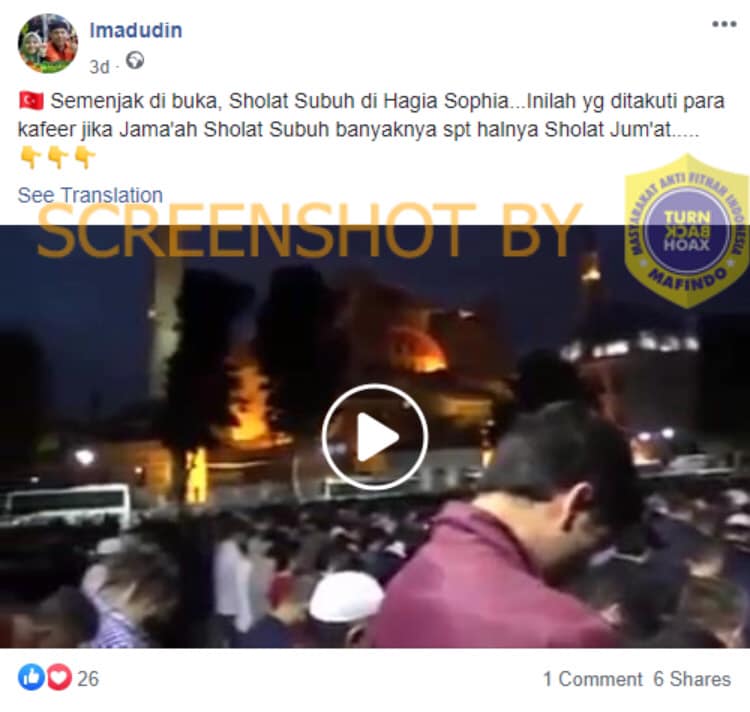 Imadudin
3d ·
🇹🇷 Semenjak di buka, Sholat Subuh di Hagia Sophia...Inilah yg ditakuti para
kafeer jika Jama'ah Sholat Subuh banyaknya spt halnya Sholat Jum'at.....
👇👇👇
See Translation
SCREENSHOT BY
MASYARAKAT ANTI FITNAH INDONESIA
TURN
BACK
HOAX
MAFINDO
26
1 Comment 6 Shares